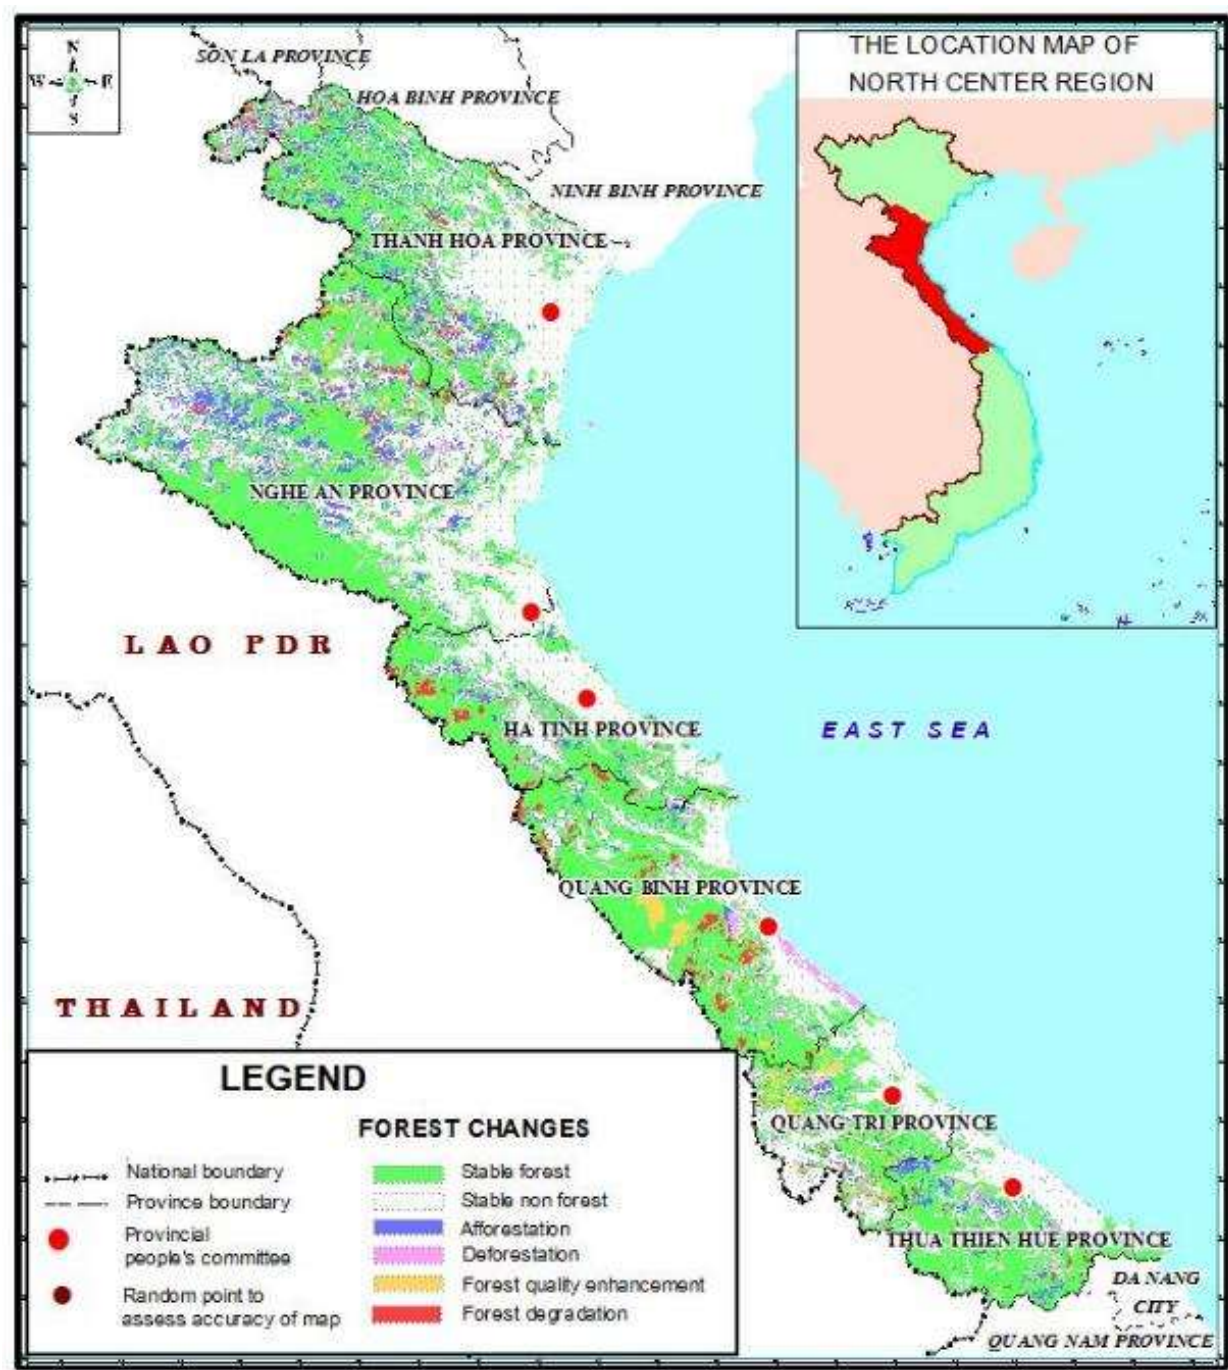 N
W E
S
SON LA PROVINCE
HOA BINH PROVINCE
NINH BINH PROVINCE
THANH HOA PROVINCE
NGHE AN PROVINCE
LAO PDR
HA TINH PROVINCE
EAST SEA
QUANG BINH PROVINCE
THAILAND
QUANG TRI PROVINCE
THUA THIEN HUE PROVINCE
DA NANG
CITY
QUANG NAM PROVINCE
THE LOCATION MAP OF
NORTH CENTER REGION
LEGEND
National boundary
Province boundary
Provincial
people's committee
Random point to
assess accuracy of map
FOREST CHANGES
Stable forest
Stable non forest
Afforestation
Deforestation
Forest quality enhancement
Forest degradation